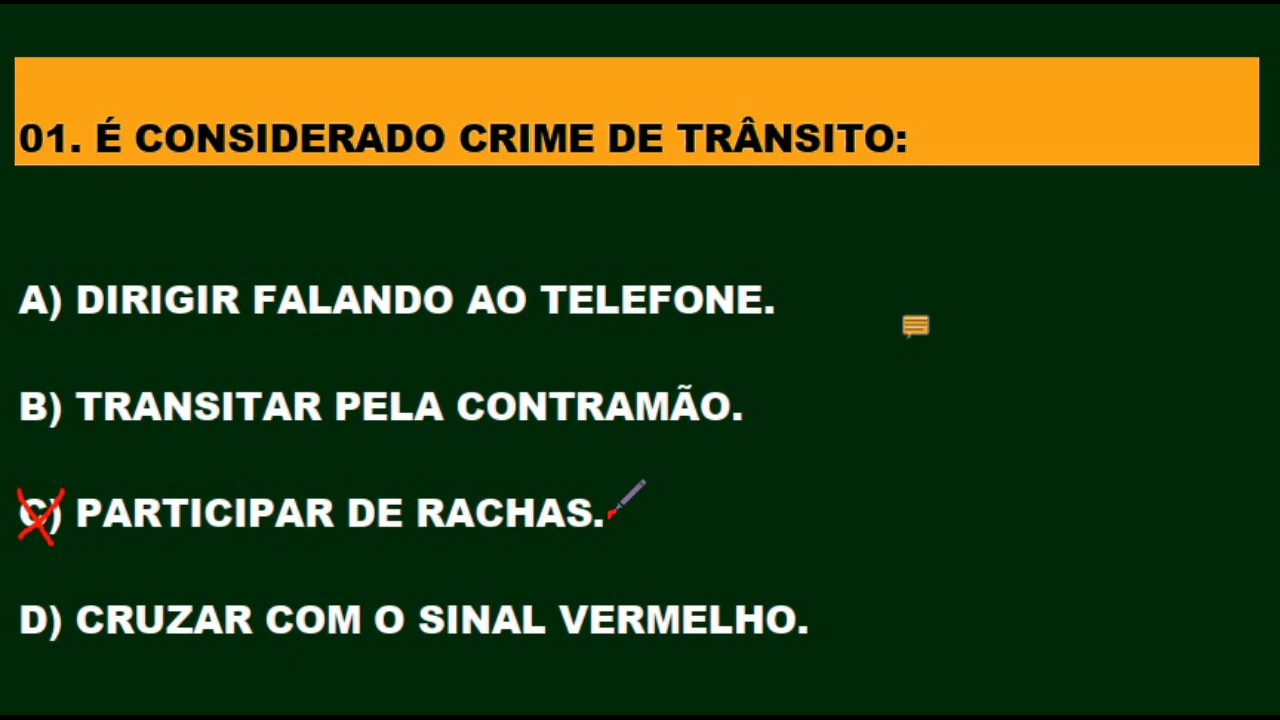 01. É CONSIDERADO CRIME DE TRÂNSITO:
A) DIRIGIR FALANDO AO TELEFONE.
B) TRANSITAR PELA CONTRAMÃO.
C) PARTICIPAR DE RACHAS.
D) CRUZAR COM O SINAL VERMELHO.